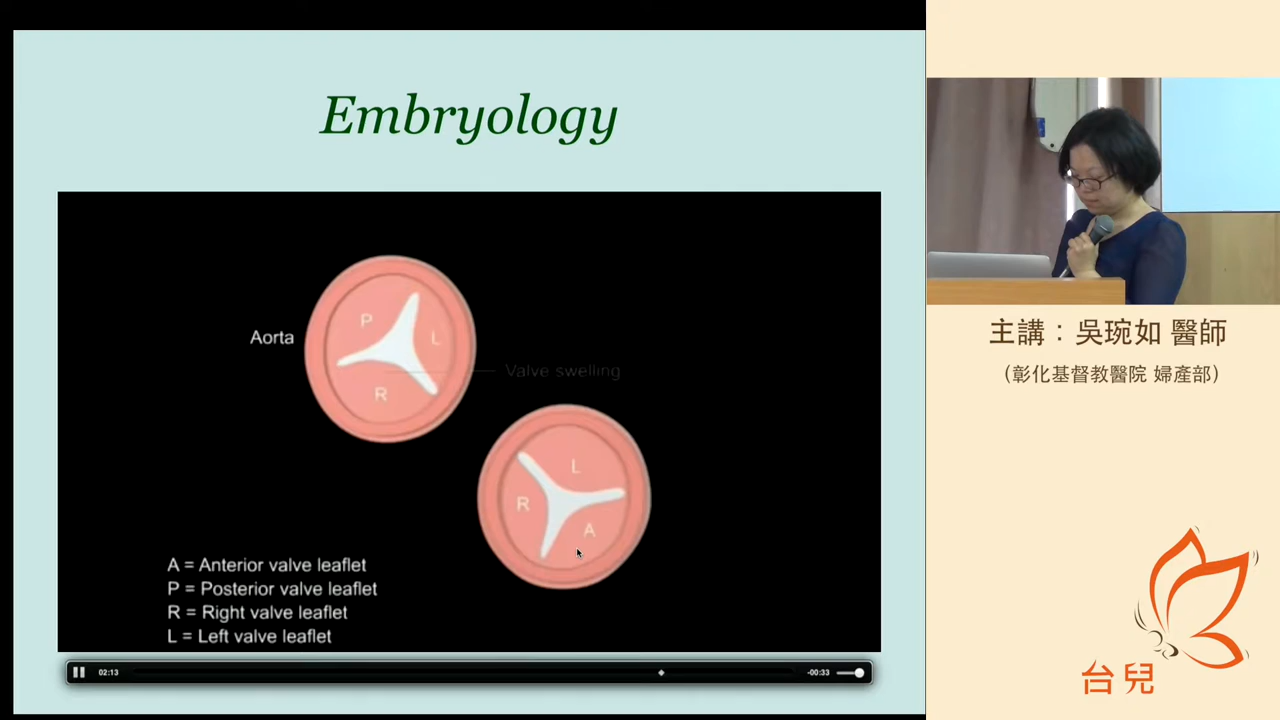 Embryology
P
Aorta
L
Valve swelling
R
L
R
A
A = Anterior valve leaflet
P = Posterior valve leaflet
R = Right valve leaflet
L = Left valve leaflet
02:13
-00:33
主講：吳琬如 醫師
（彰化基督教醫院 婦產部）
台兒